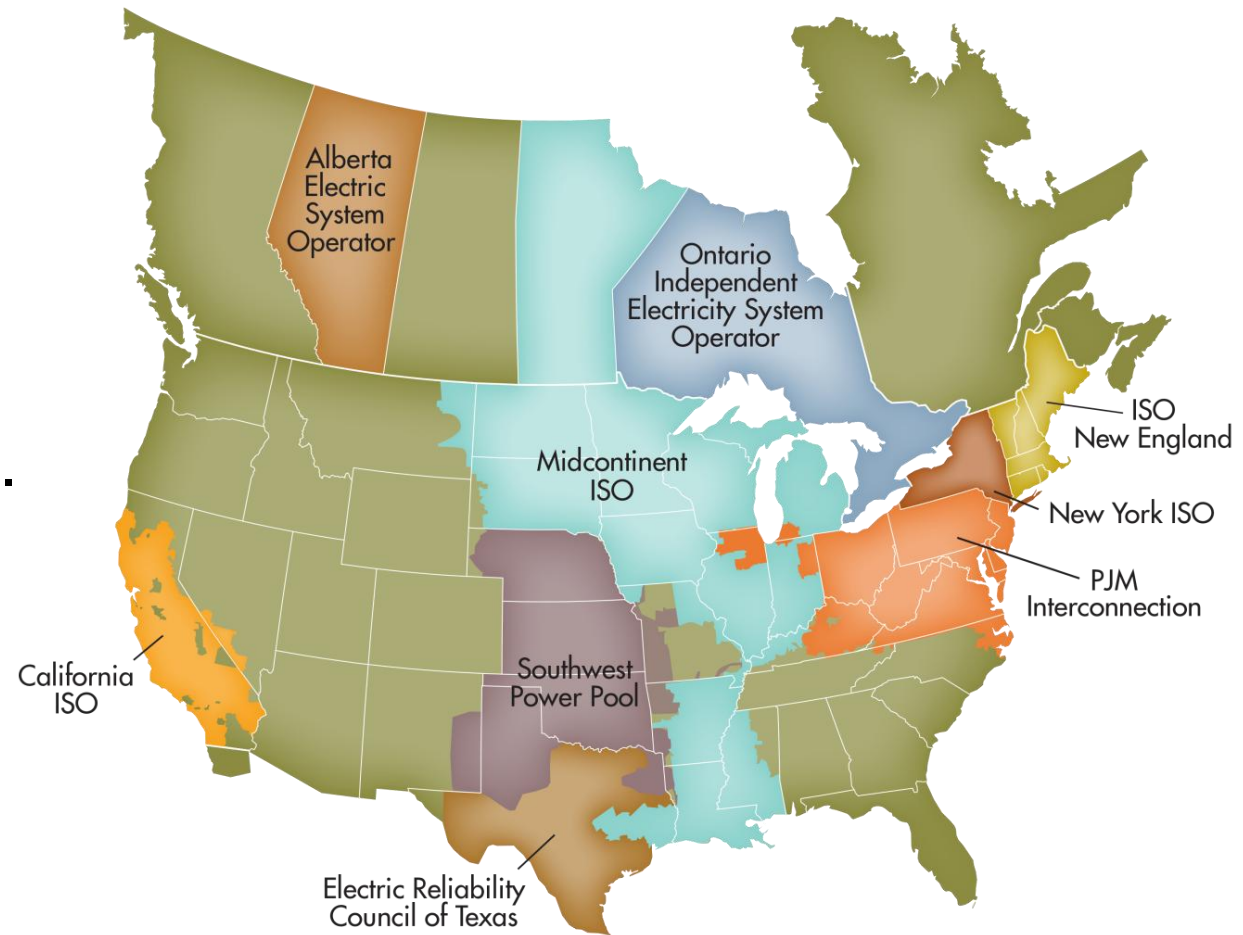 Alberta
Electric
System
Operator
Ontario
Independent
Electricity System
Operator
ISO
New England
Midcontinent
ISO
New York ISO
PJM
Interconnection
California
ISO
Southwest
Power Pool
Electric Reliability
Council of Texas